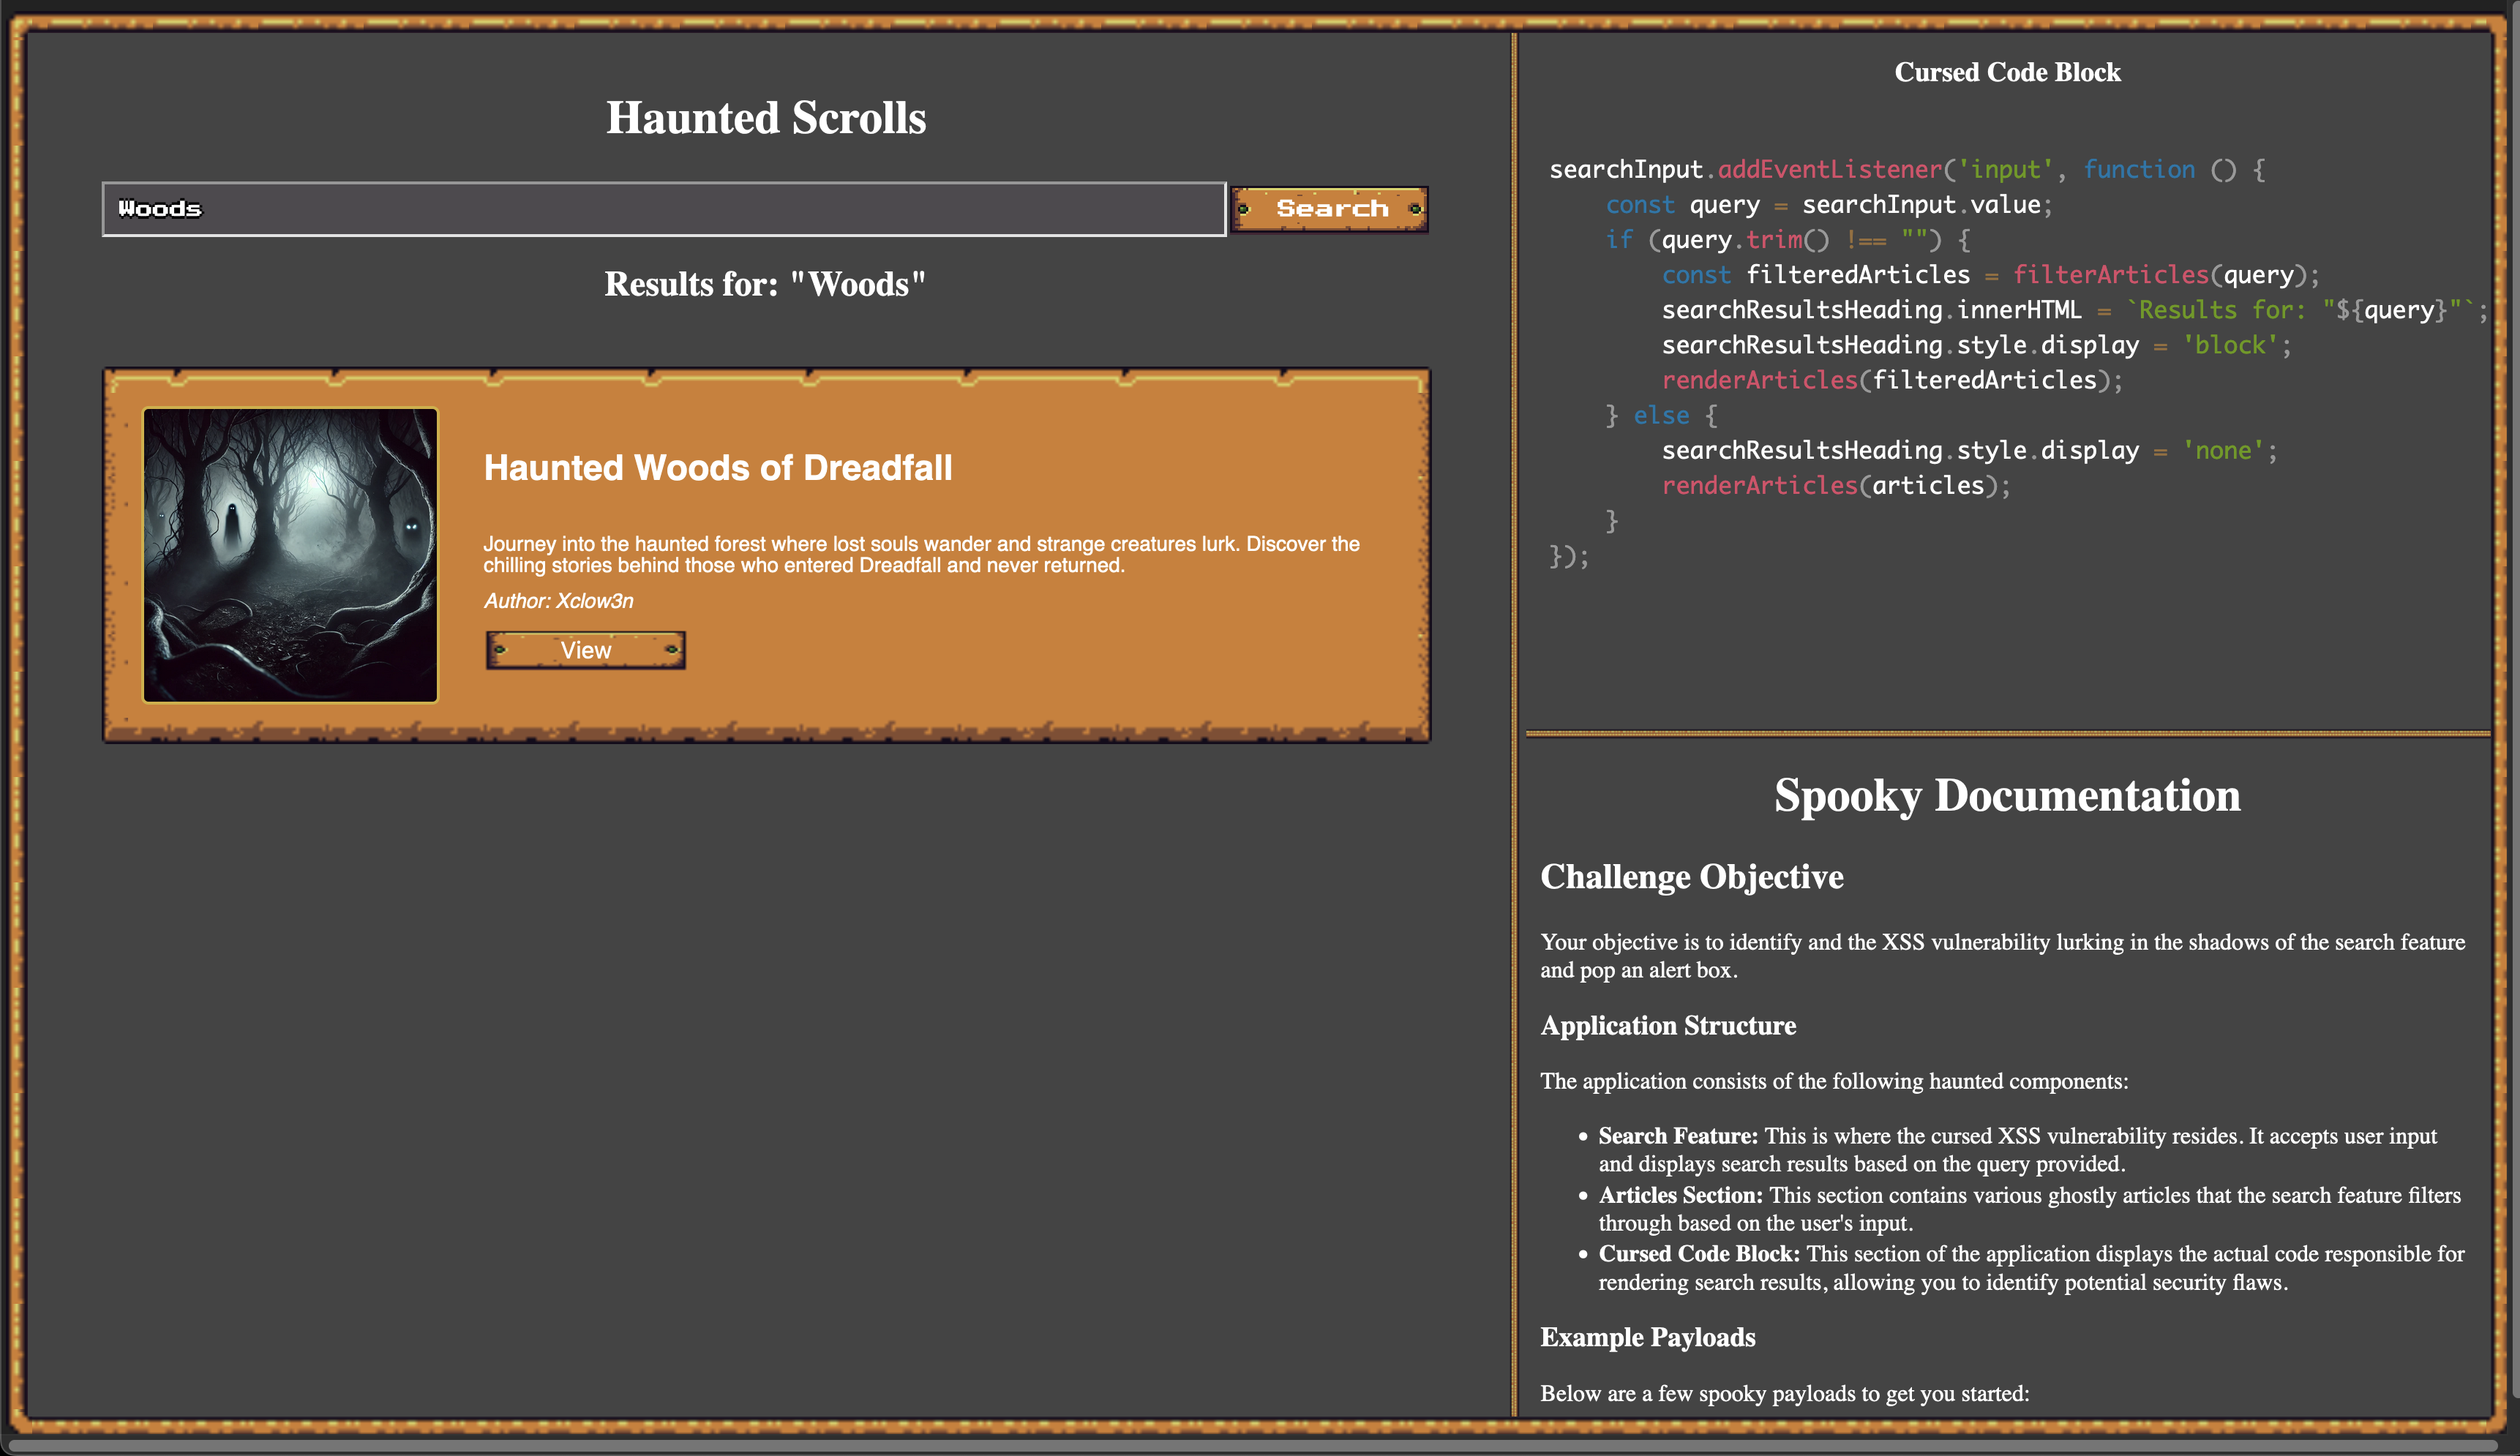 Haunted Scrolls
Woods
Search
Results for: "Woods"
Haunted Woods of Dreadfall
Journey into the haunted forest where lost souls wander and strange creatures lurk. Discover the
chilling stories behind those who entered Dreadfall and never returned.
Author: Xclow3n
View
Cursed Code Block
searchInput.addEventListener('input', function () {
    const query = searchInput.value;
    if (query.trim() !== "") {
        const filteredArticles = filterArticles(query);
        searchResultsHeading.innerHTML = `Results for: "${query}"`;
        searchResultsHeading.style.display = 'block';
        renderArticles(filteredArticles);
    } else {
        searchResultsHeading.style.display = 'none';
        renderArticles(articles);
    }
});
Spooky Documentation
Challenge Objective
Your objective is to identify and the XSS vulnerability lurking in the shadows of the search feature
and pop an alert box.
Application Structure
The application consists of the following haunted components:
• Search Feature: This is where the cursed XSS vulnerability resides. It accepts user input
and displays search results based on the query provided.
• Articles Section: This section contains various ghostly articles that the search feature filters
through based on the user's input.
• Cursed Code Block: This section of the application displays the actual code responsible for
rendering search results, allowing you to identify potential security flaws.
Example Payloads
Below are a few spooky payloads to get you started: